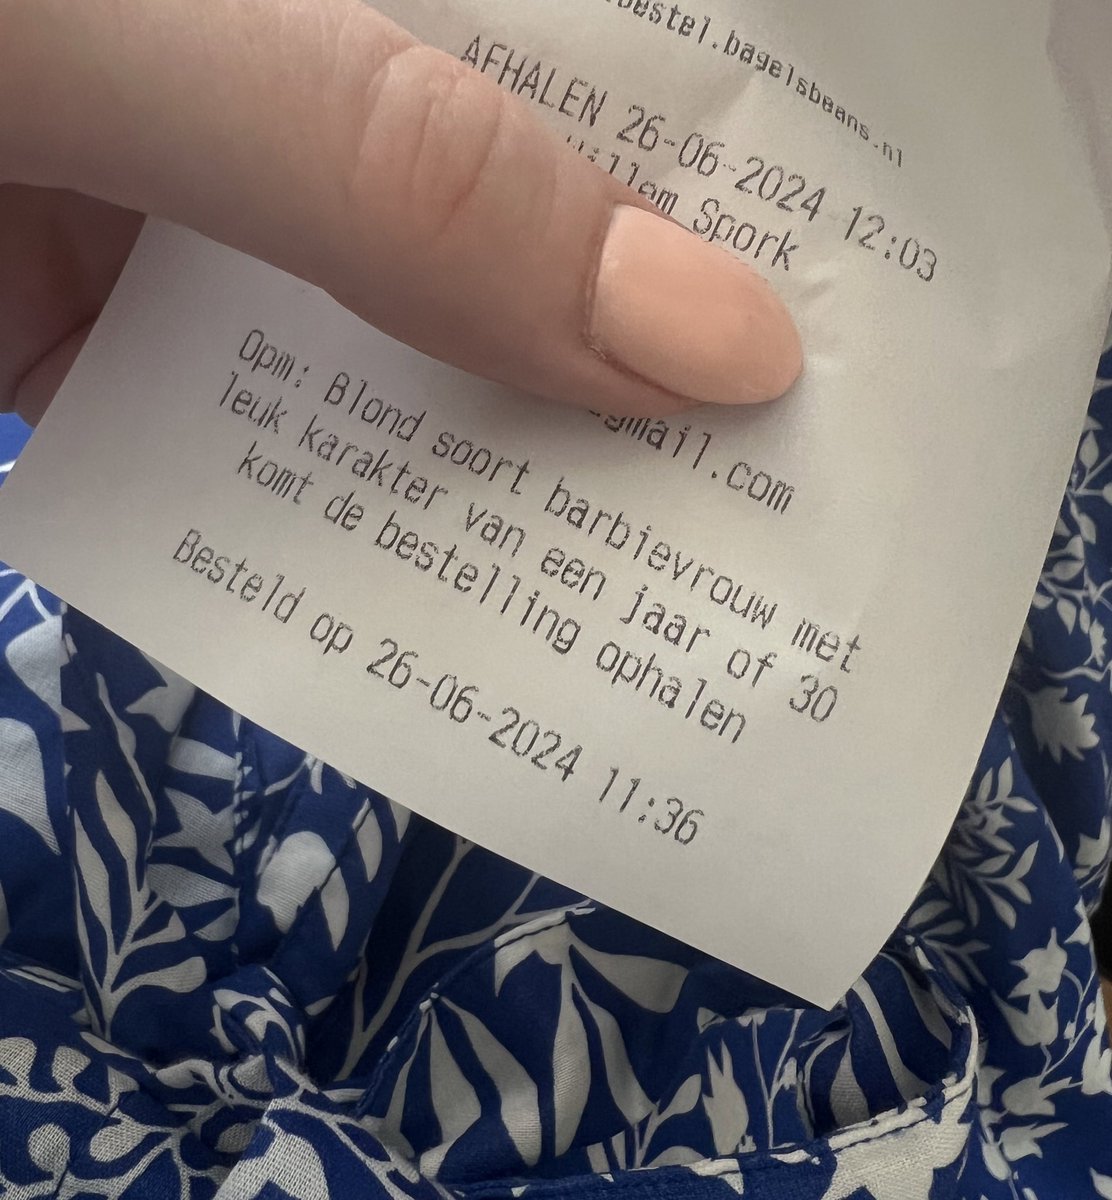 bestel.bagelsbeans.nl
AFHALEN 26-06-2024 12:03
Willem Spork
gmail.com
Opm: Blond soort barbievrouw met
leuk karakter van een jaar of 30
komt de bestelling ophalen
Besteld op 26-06-2024 11:36